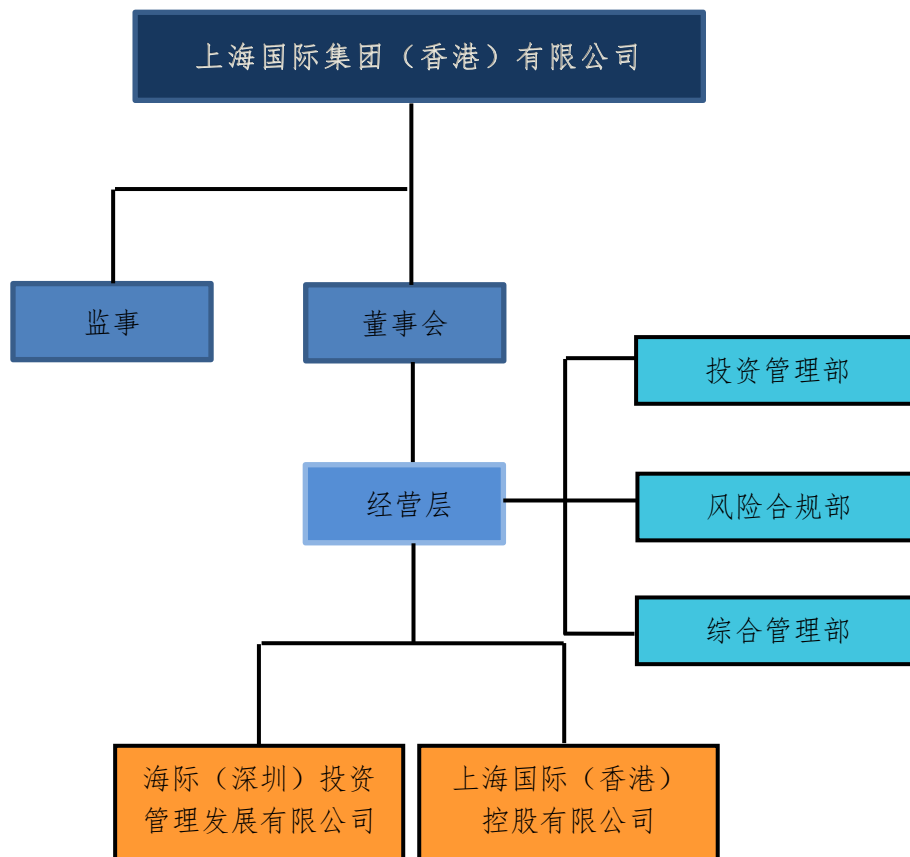 上海国际集团（香港）有限公司
监事
董事会
投资管理部
经营层
风险合规部
综合管理部
海际（深圳）投资
管理发展有限公司
上海国际（香港）
控股有限公司